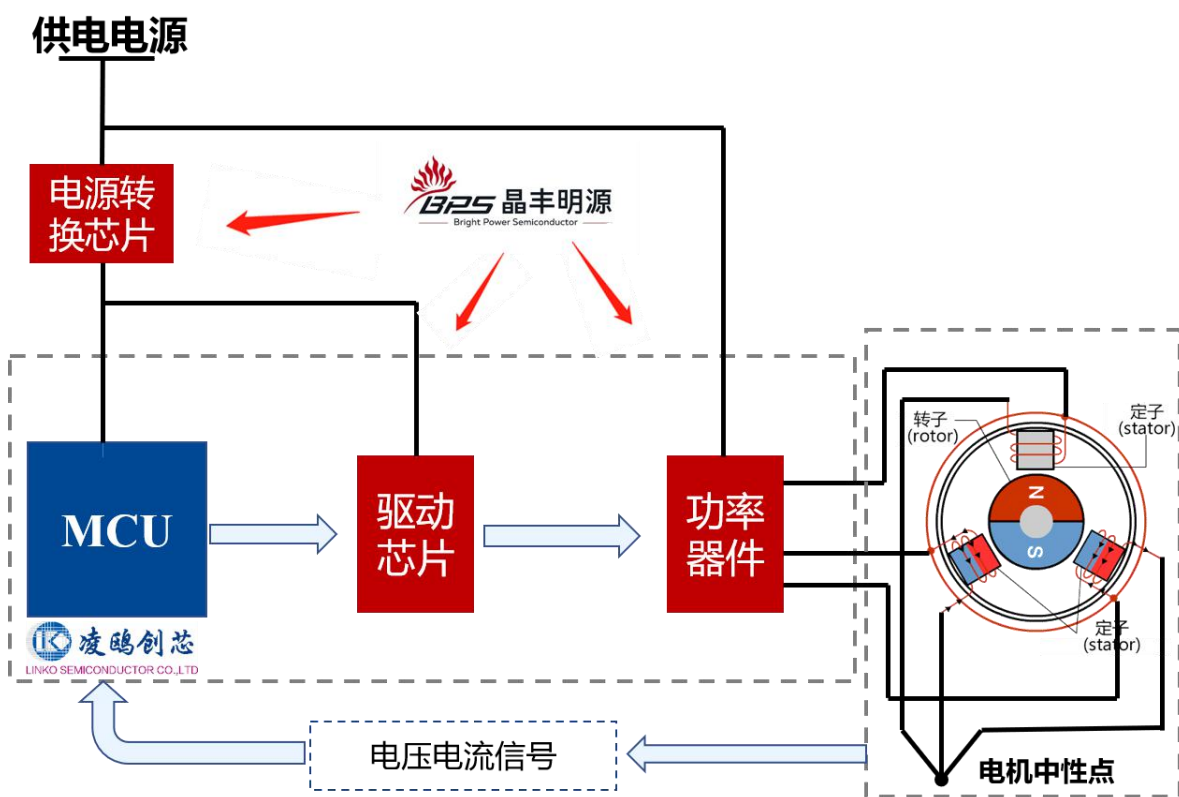 供电电源
电源转
换芯片
BPS 晶丰明源
Bright Power Semiconductor
MCU
驱动
芯片
功率
器件
转子
(rotor)
定子
(stator)
N
S
定子
(stator)
凌鸥创芯
LINKO SEMICONDUCTOR CO.,LTD
电压电流信号
电机中性点